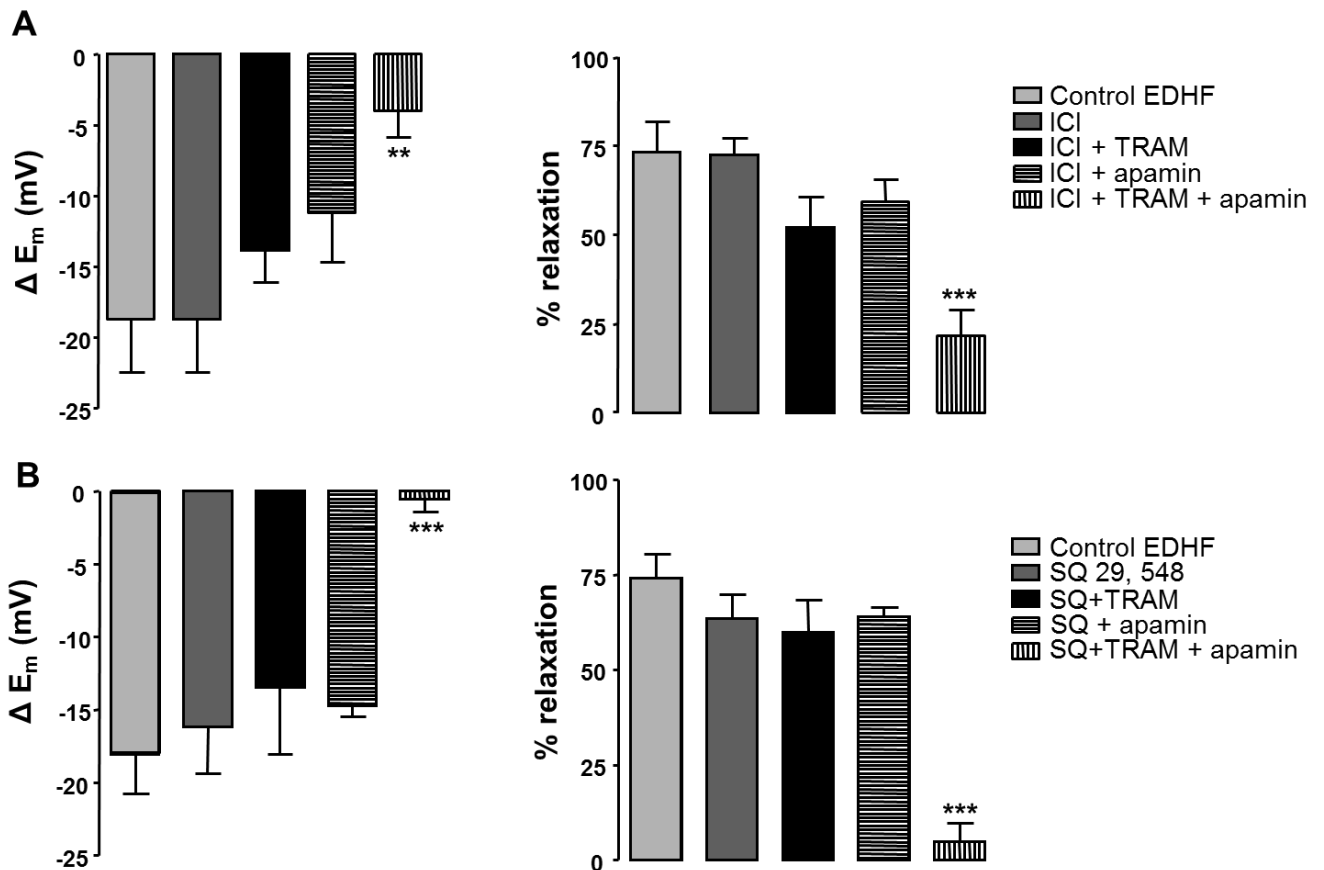 A
0
-5
-10
-15
-20
-25
Δ Em (mV)
**
100
75
50
25
0
% relaxation
***
Control EDHF
ICI
ICI + TRAM
ICI + apamin
ICI + TRAM + apamin
B
0
-5
-10
-15
-20
-25
Δ Em (mV)
***
100
75
50
25
0
% relaxation
***
Control EDHF
SQ 29, 548
SQ+TRAM
SQ + apamin
SQ+TRAM + apamin